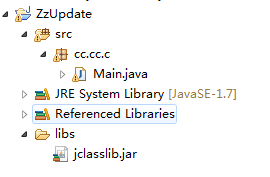 ZzUpdate
src
cc.cc.c
Main.java
JRE System Library [JavaSE-1.7]
Referenced Libraries
libs
jclasslib.jar